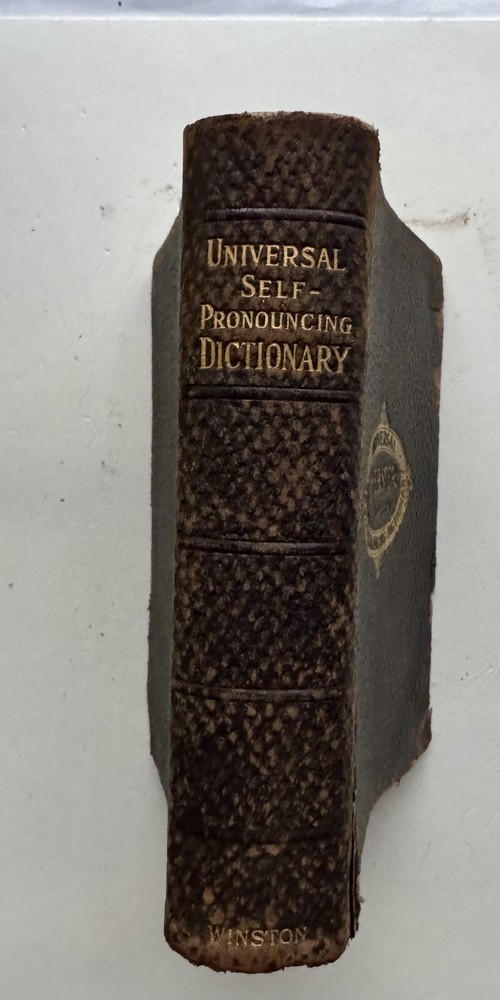 UNIVERSAL
SELF-
PRONOUNCING
DICTIONARY
WINSTON